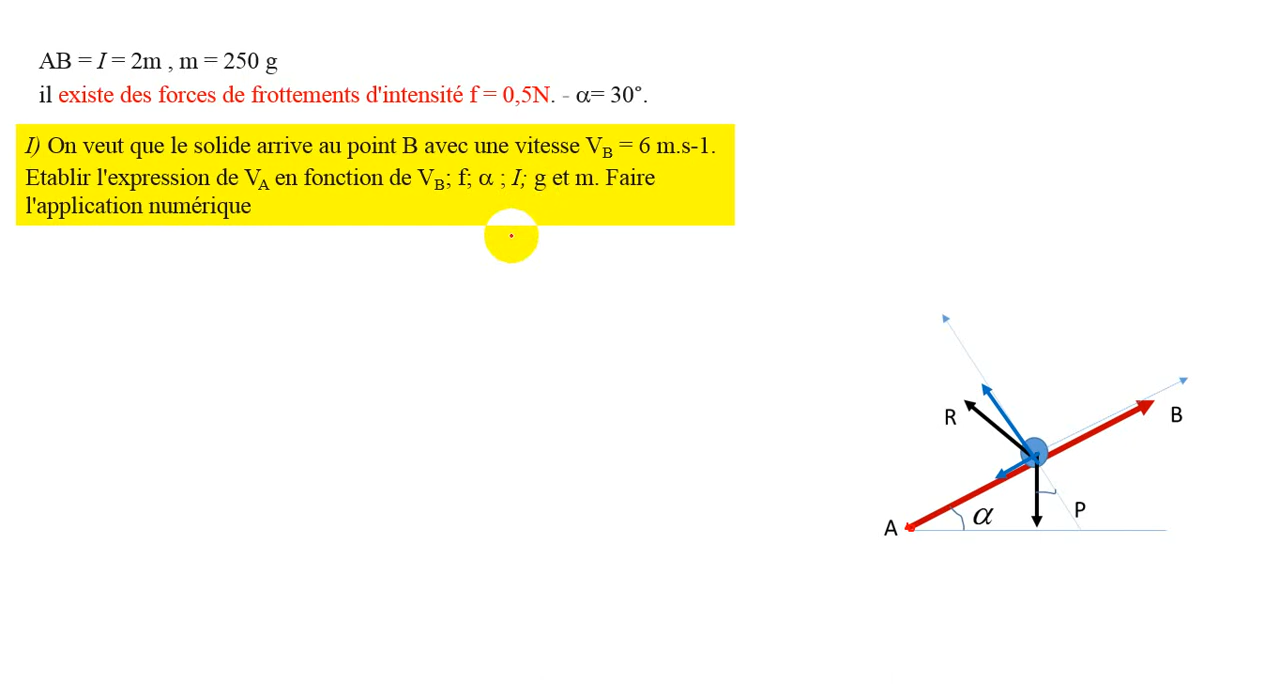 AB = I = 2m , m = 250 g
il existe des forces de frottements d'intensité f = 0,5N. - α= 30°.
I) On veut que le solide arrive au point B avec une vitesse VB = 6 m.s-1.
Etablir l'expression de VA en fonction de VB; f; α ; I; g et m. Faire
l'application numérique
R
B
P
A
α